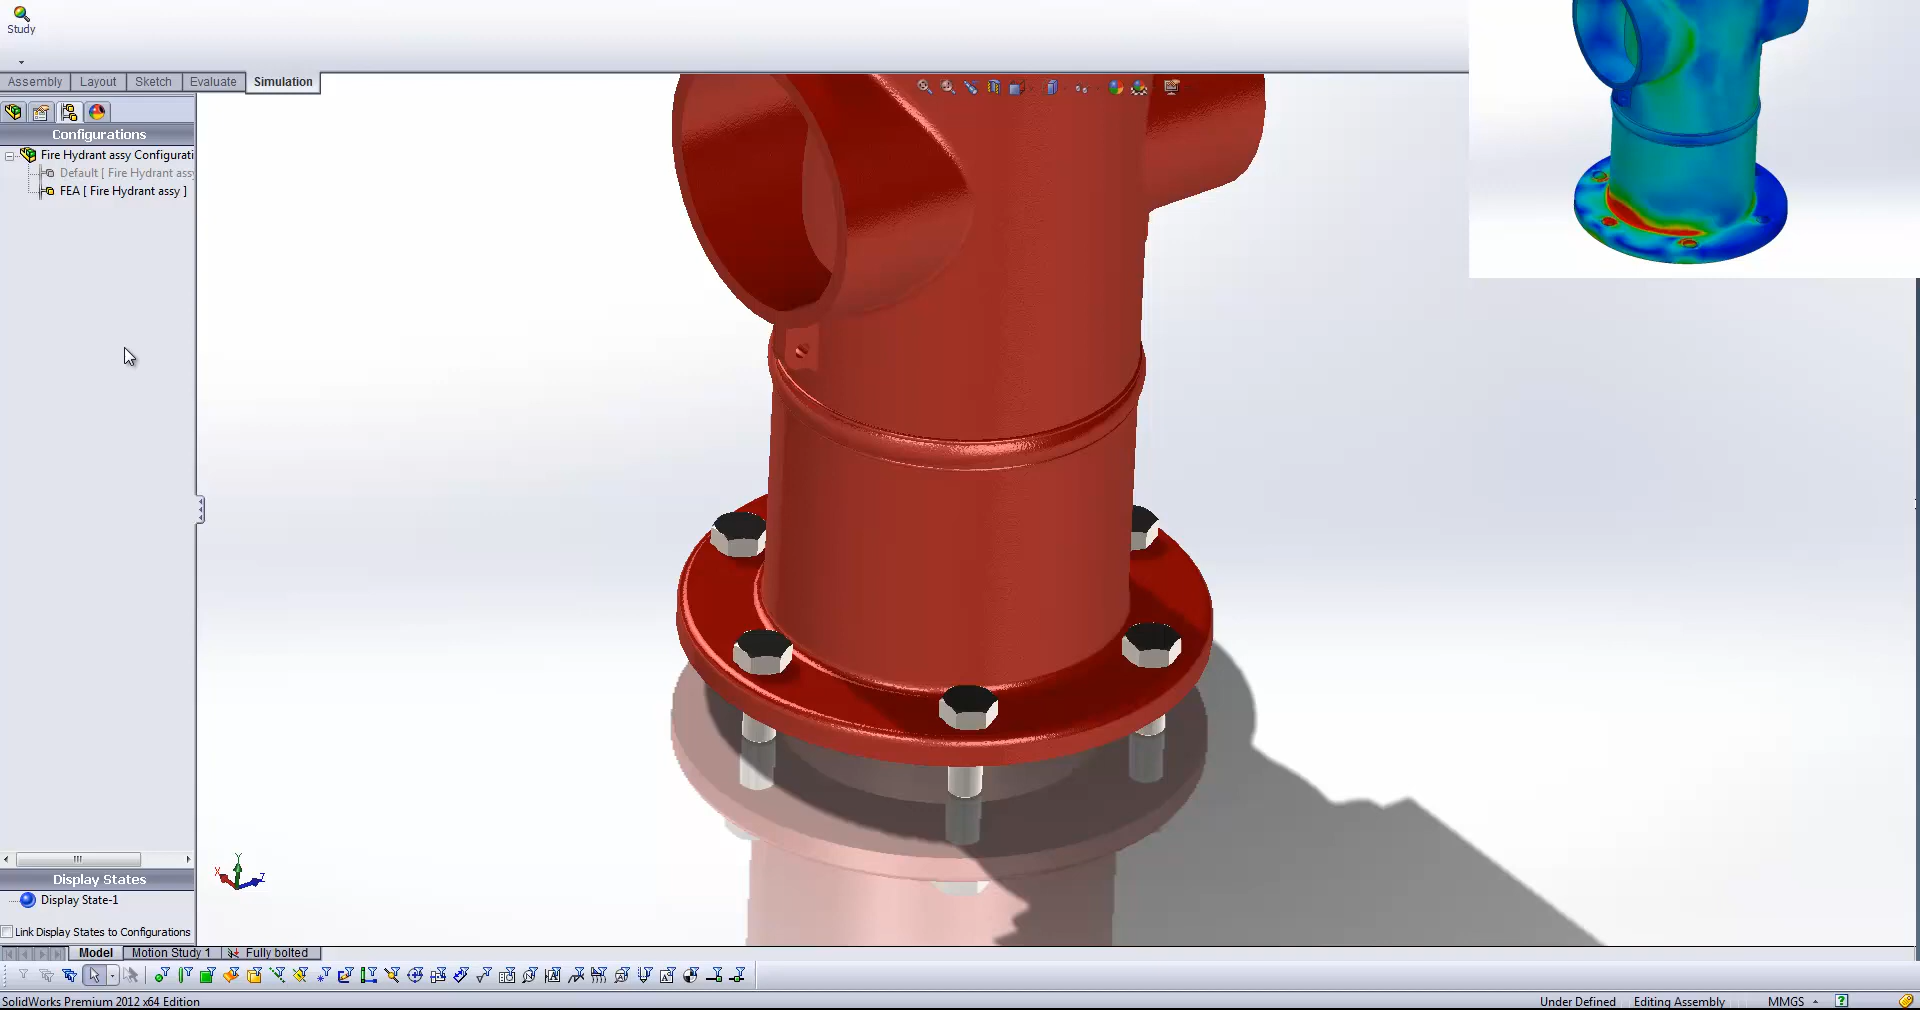 Study
Assembly Layout Sketch Evaluate Simulation
Configurations
Fire Hydrant assy Configurati
Default [ Fire Hydrant assy
FEA [ Fire Hydrant assy ]
X Y Z
Display States
Display State-1
Link Display States to Configurations
Model Motion Study 1 Fully bolted
SolidWorks Premium 2012 x64 Edition Under Defined Editing Assembly MMGS